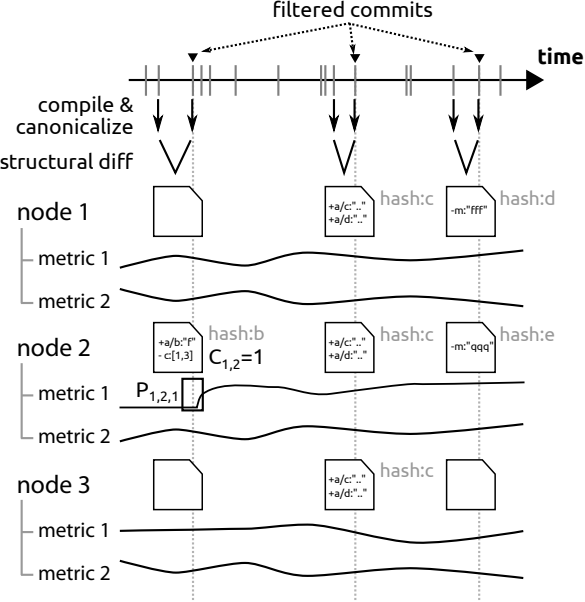 filtered commits
time
compile &
canonicalize
structural diff
node 1
+a/c:".."
+a/d:".."
hash:c
-m:"fff"
hash:d
metric 1
metric 2
node 2
+a/b:"f"
- c:[1,3]
hash:b
C1,2=1
+a/c:".."
+a/d:".."
hash:c
-m:"qqq"
hash:e
metric 1
P1,2,1
metric 2
node 3
+a/c:".."
+a/d:".."
hash:c
metric 1
metric 2